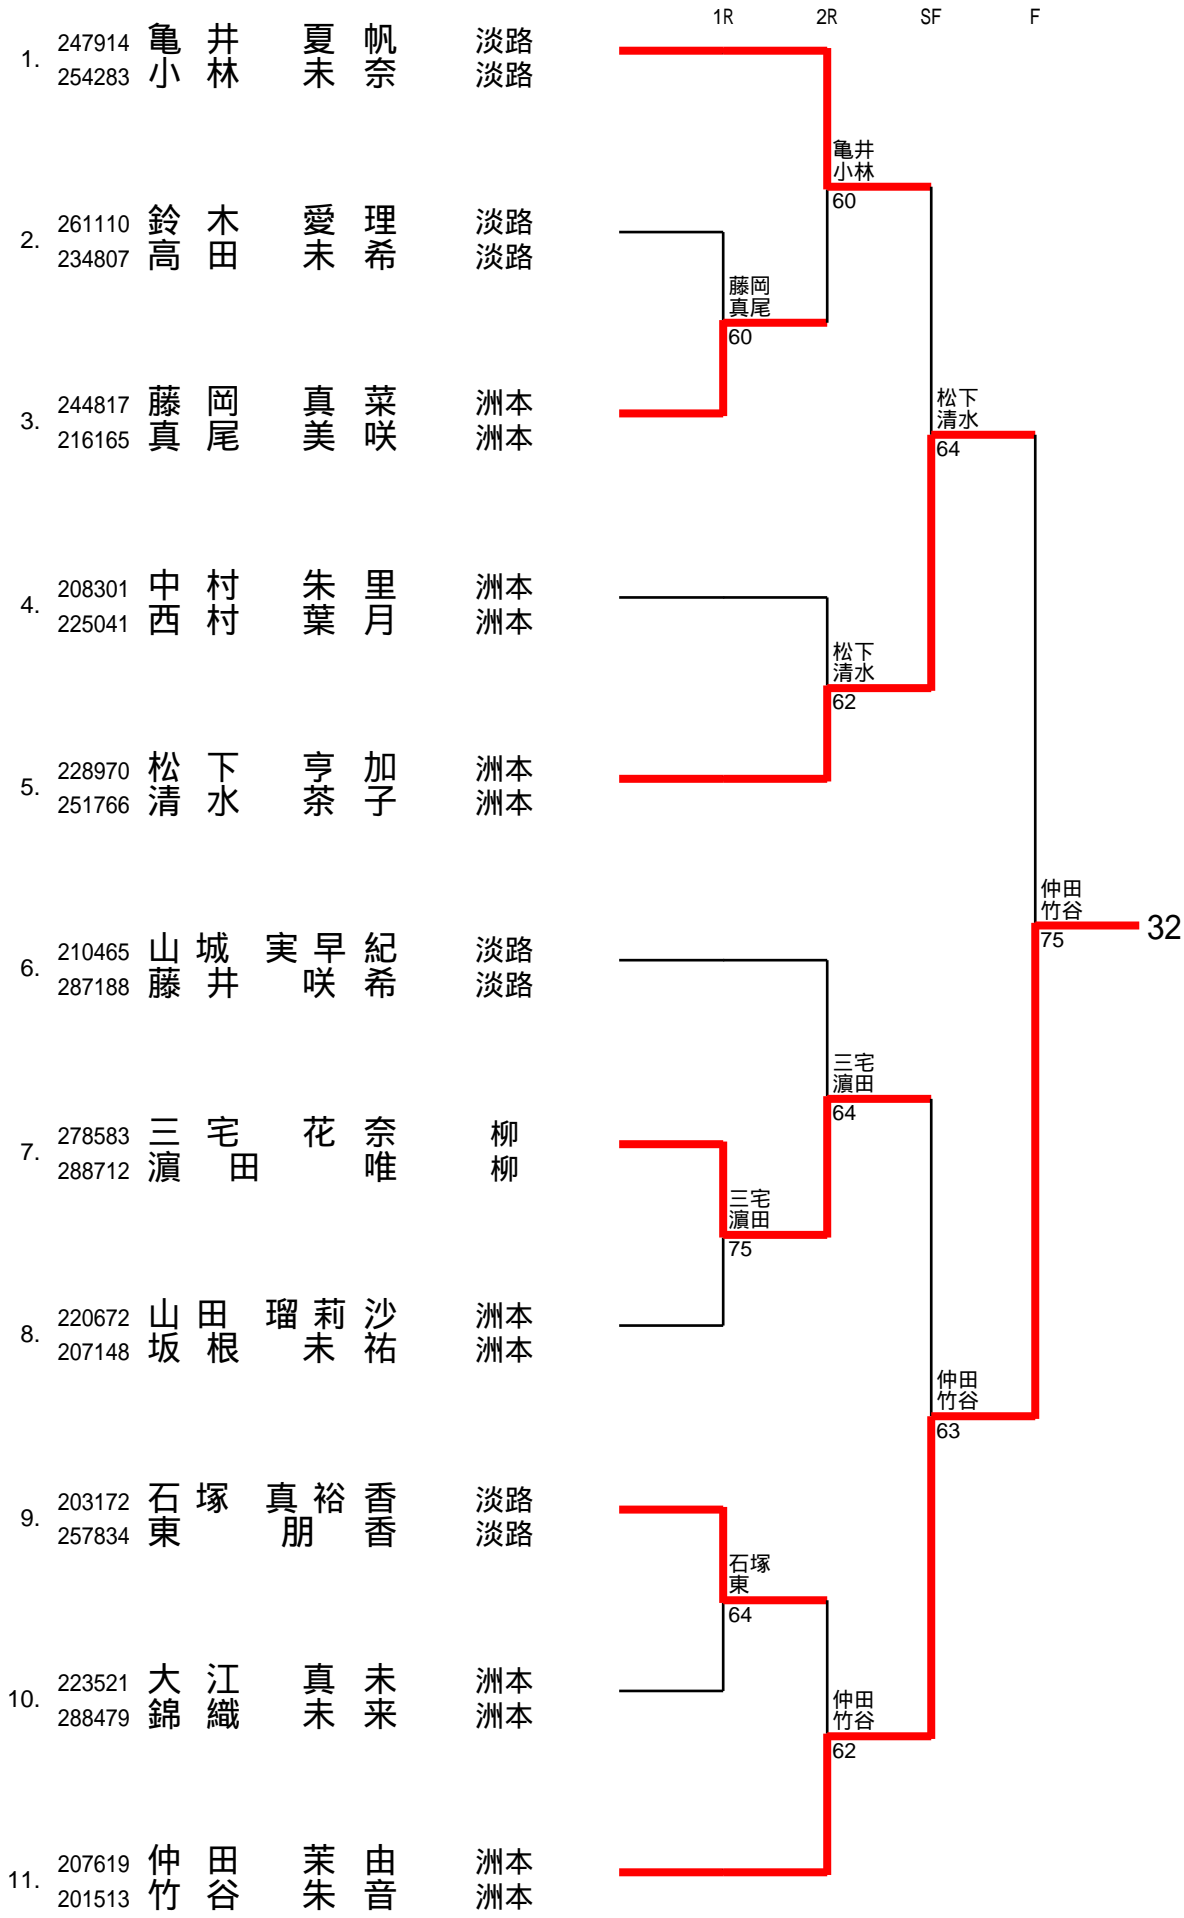 1R 2R SF F
1. 247914 亀井 夏帆 淡路
254283 小林 未奈 淡路
亀井
小林
60
2. 261110 鈴木 愛理 淡路
234807 高田 未希 淡路
藤岡
真尾
60
3. 244817 藤岡 真菜 洲本
216165 真尾 美咲 洲本
松下
清水
64
4. 208301 中村 朱里 洲本
225041 西村 葉月 洲本
松下
清水
62
5. 228970 松下 亨加 洲本
251766 清水 茶子 洲本
仲田
竹谷
75
32
6. 210465 山城 実早紀 淡路
287188 藤井 咲希 淡路
三宅
濵田
64
7. 278583 三宅 花奈 柳
288712 濵田 唯 柳
三宅
濵田
75
8. 220672 山田 瑠莉沙 洲本
207148 坂根 未祐 洲本
仲田
竹谷
63
9. 203172 石塚 真裕香 淡路
257834 東 朋香 淡路
石塚
東
64
10. 223521 大江 真未 洲本
288479 錦織 未来 洲本
仲田
竹谷
62
11. 207619 仲田 茉由 洲本
201513 竹谷 朱音 洲本